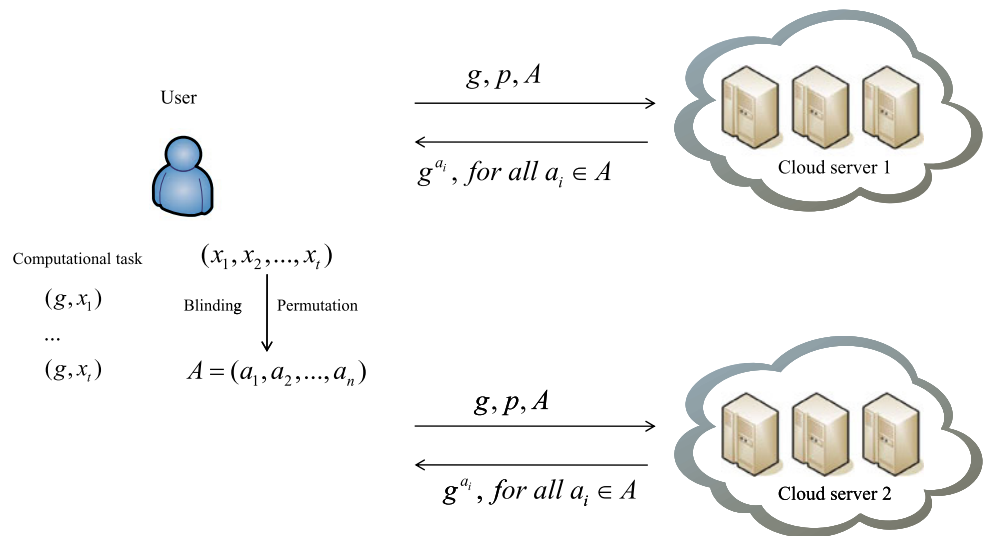 User
g, p, A
g^{a_i}, for all a_i ∈ A
Cloud server 1
Computational task
(g, x_1)
...
(g, x_t)
(x_1, x_2, ..., x_t)
Blinding Permutation
A = (a_1, a_2, ..., a_n)
g, p, A
g^{a_i}, for all a_i ∈ A
Cloud server 2